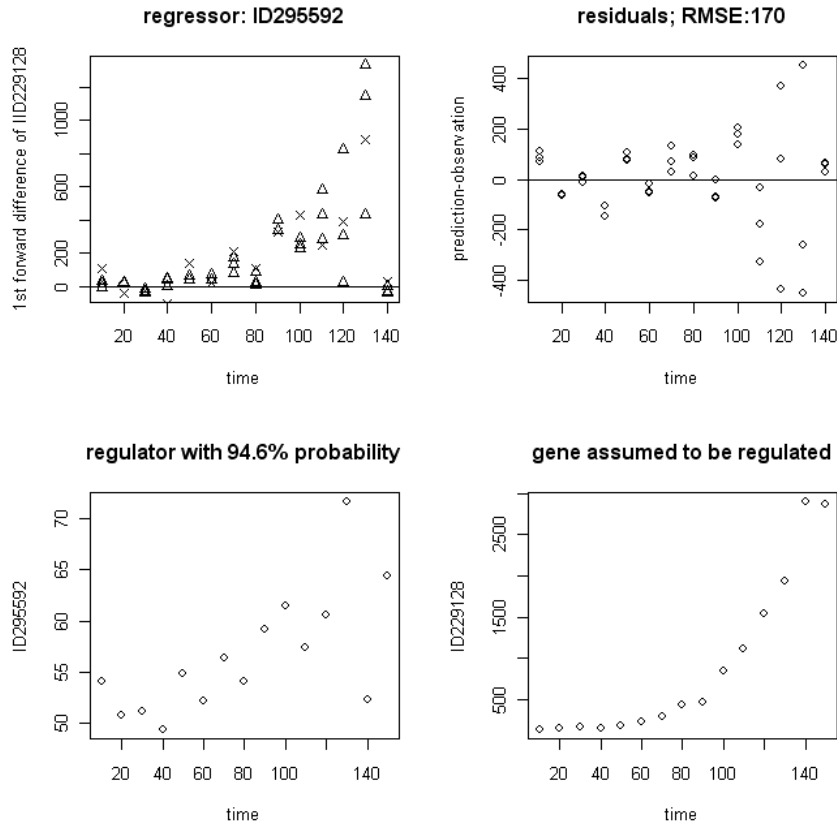 regressor: ID295592
1st forward difference of IID229128
1000
600
200
0
20 40 60 80 100 120 140
time
residuals; RMSE:170
prediction-observation
400
200
0
-200
-400
20 40 60 80 100 120 140
time
regulator with 94.6% probability
ID295592
70
65
60
55
50
20 40 60 80 100 140
time
gene assumed to be regulated
ID229128
2500
1500
500
20 40 60 80 100 140
time